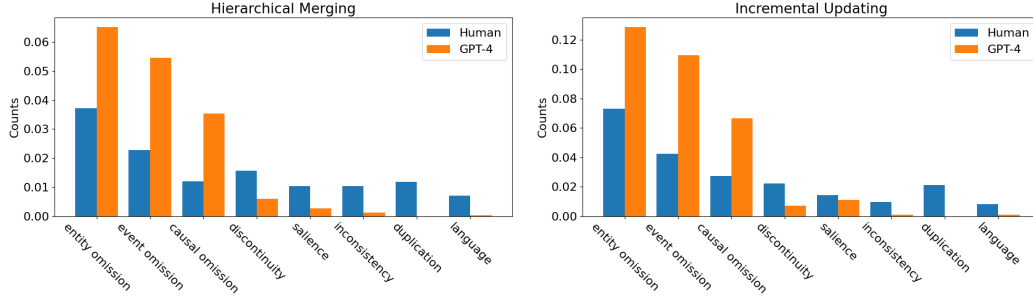 Hierarchical Merging
Human
GPT-4
Counts
0.06
0.05
0.04
0.03
0.02
0.01
0.00
entity omission
event omission
causal omission
discontinuity
salience
inconsistency
duplication
language
Incremental Updating
Human
GPT-4
Counts
0.12
0.10
0.08
0.06
0.04
0.02
0.00
entity omission
event omission
causal omission
discontinuity
salience
inconsistency
duplication
language